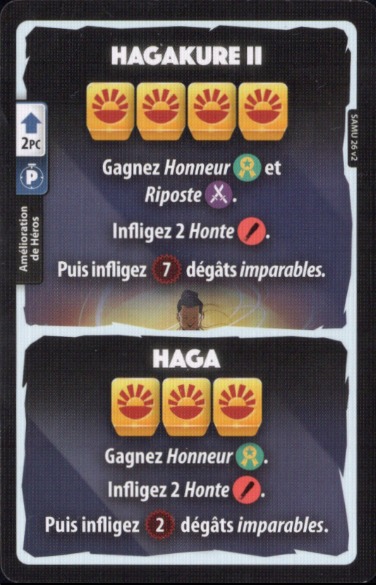 HAGAKURE II
2PC
P
Amélioration
de Héros
SAMU 26 v2
Gagnez Honneur et
Riposte .
Infligez 2 Honte .
Puis infligez 7 dégâts imparables.
HAGA
Gagnez Honneur .
Infligez 2 Honte .
Puis infligez 2 dégâts imparables.